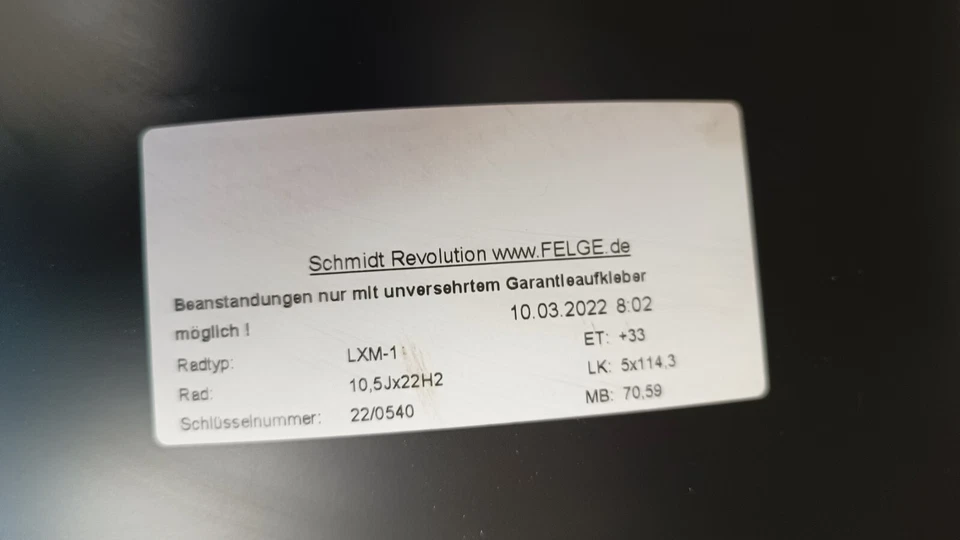 Schmidt Revolution www.FELGE.de
Beanstandungen nur mit unversehrtem Garantieaufkleber
möglich !
10.03.2022 8:02
Radtyp: LXM-1 ET: +33
Rad: 10,5Jx22H2 LK: 5x114,3
Schlüsselnummer: 22/0540 MB: 70,59